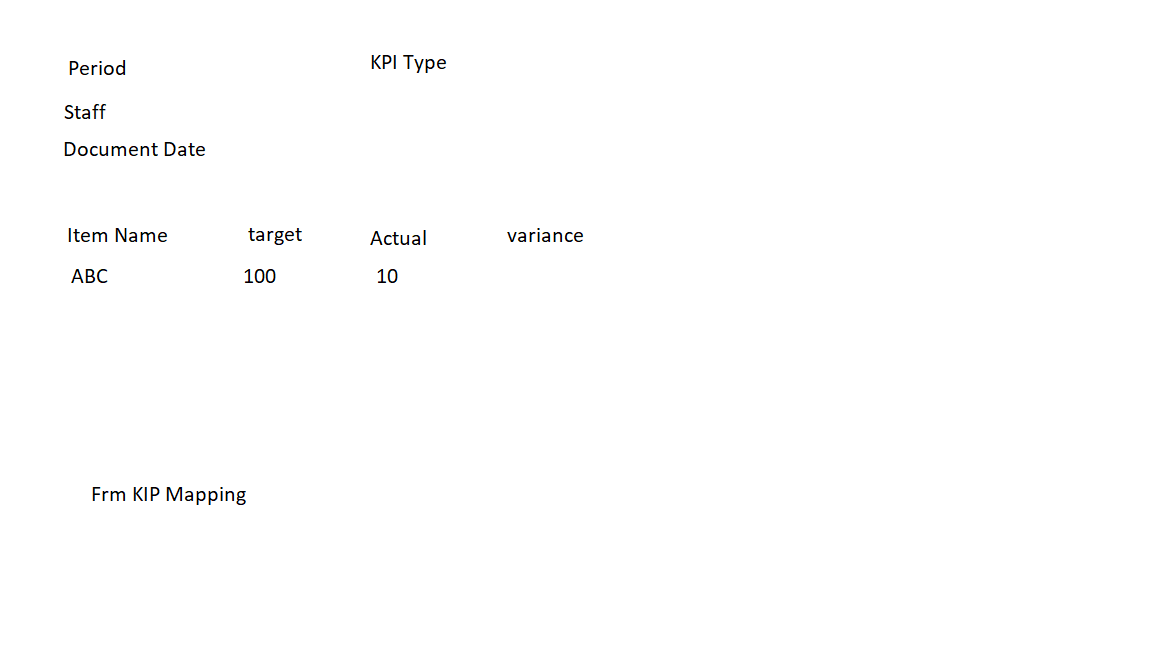 Period KPI Type
Staff
Document Date
Item Name target Actual variance
ABC 100 10
Frm KIP Mapping